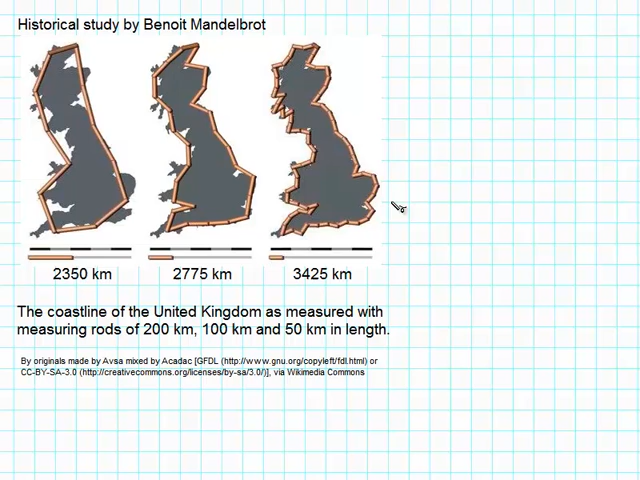 Historical study by Benoit Mandelbrot
2350 km 2775 km 3425 km
The coastline of the United Kingdom as measured with
measuring rods of 200 km, 100 km and 50 km in length.
By originals made by Avsa mixed by Acadac [GFDL (http://www.gnu.org/copyleft/fdl.html) or
CC-BY-SA-3.0 (http://creativecommons.org/licenses/by-sa/3.0/)], via Wikimedia Commons